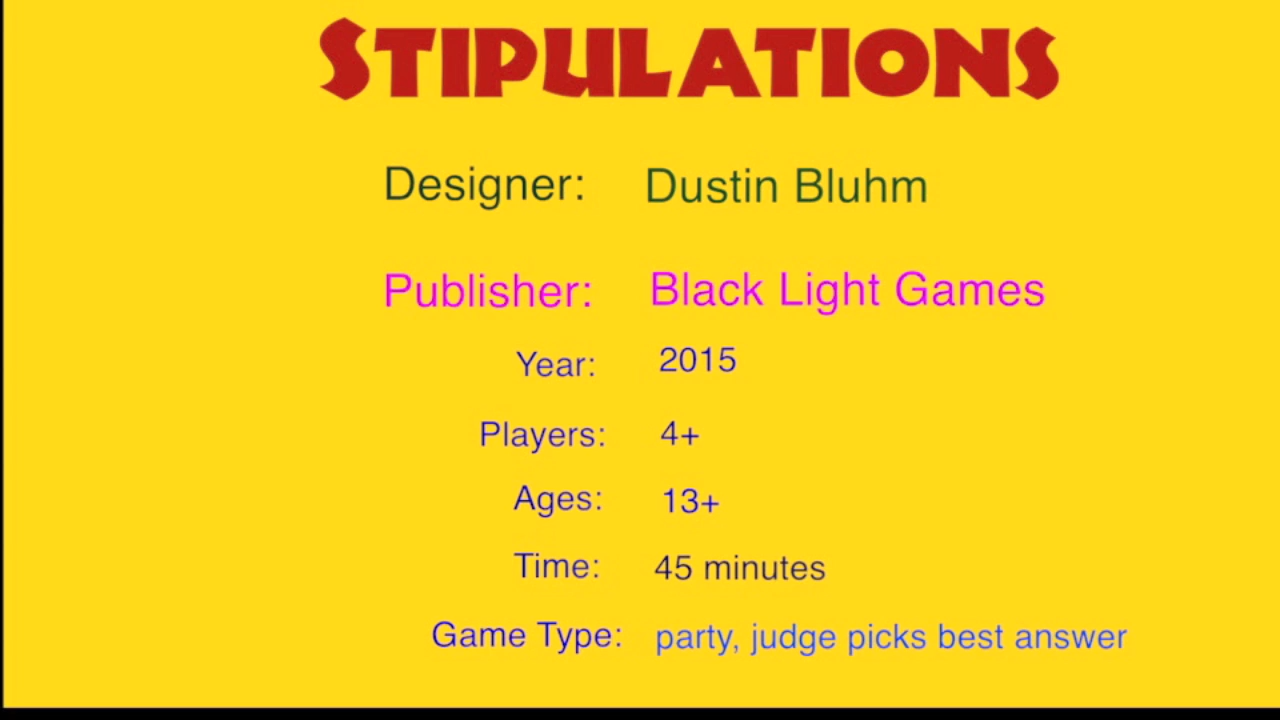 STIPULATIONS
Designer: Dustin Bluhm
Publisher: Black Light Games
Year: 2015
Players: 4+
Ages: 13+
Time: 45 minutes
Game Type: party, judge picks best answer